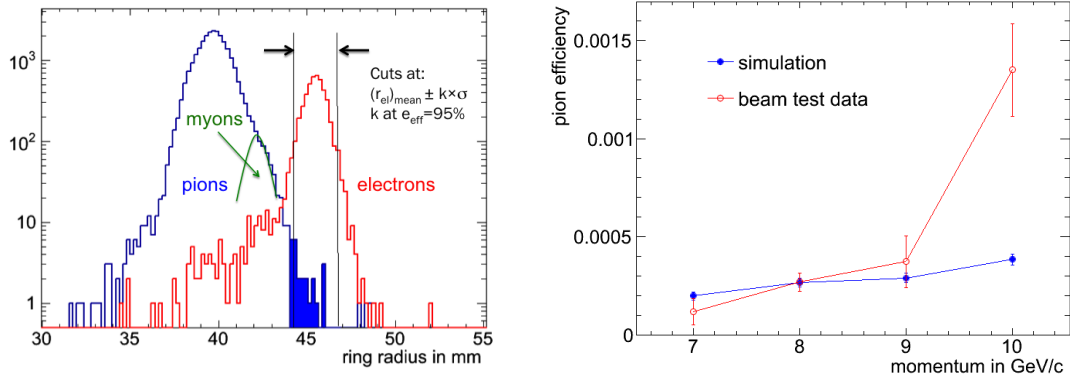 10³
10²
10
1
30 35 40 45 50 55
ring radius in mm
myons
pions
electrons
Cuts at:
(r_el)_mean ± k×σ
k at e_eff=95%
0.0015
0.001
0.0005
0
pion efficiency
simulation
beam test data
7 8 9 10
momentum in GeV/c